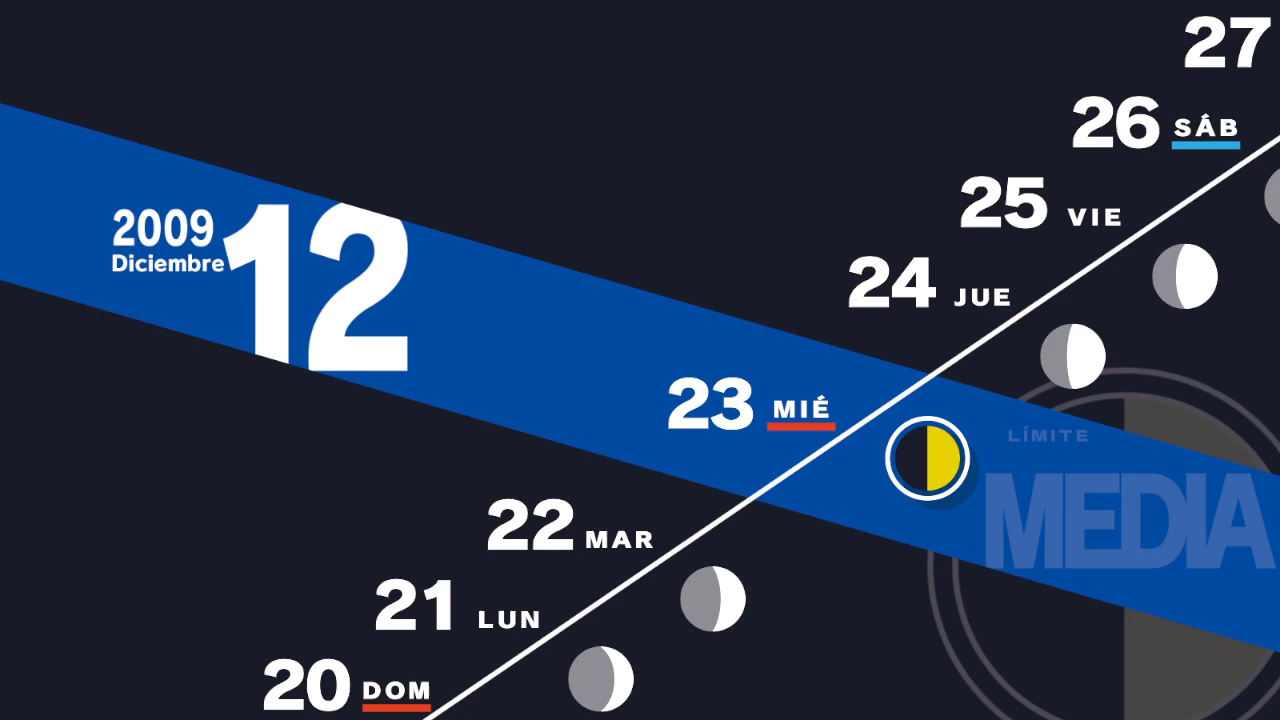 27
26 SÁB
25 VIE
2009
Diciembre
12
24 JUE
23 MIÉ
LÍMITE
MEDIA
22 MAR
21 LUN
20 DOM